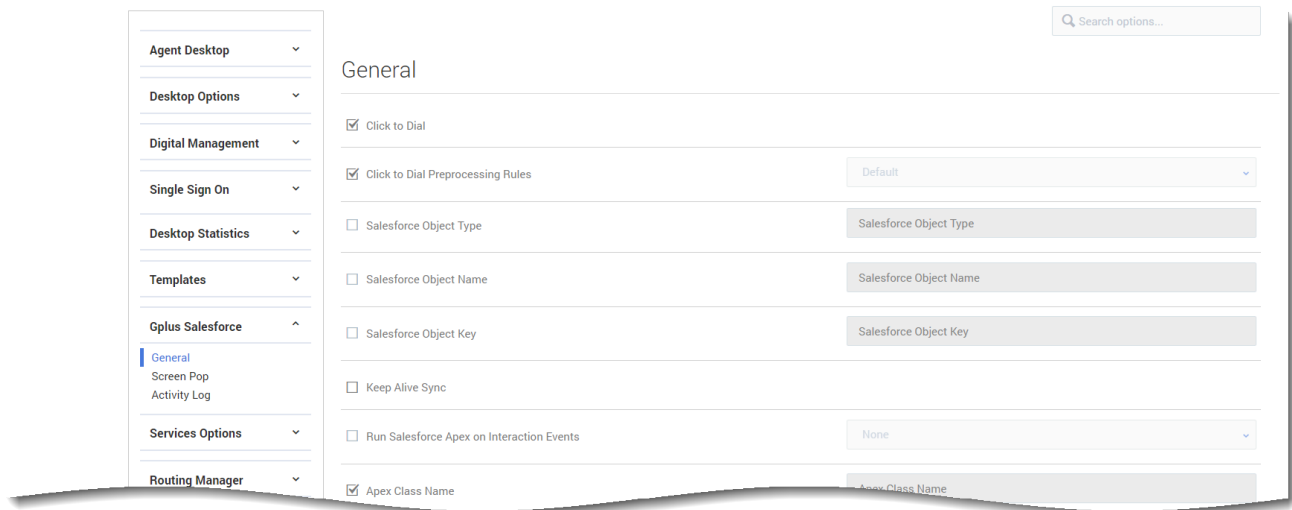 Search options...
Agent Desktop
Desktop Options
Digital Management
Single Sign On
Desktop Statistics
Templates
Gplus Salesforce
General
Screen Pop
Activity Log
Services Options
Routing Manager
General
Click to Dial
Click to Dial Preprocessing Rules
Default
Salesforce Object Type
Salesforce Object Type
Salesforce Object Name
Salesforce Object Name
Salesforce Object Key
Salesforce Object Key
Keep Alive Sync
Run Salesforce Apex on Interaction Events
None
Apex Class Name
Apex Class Name